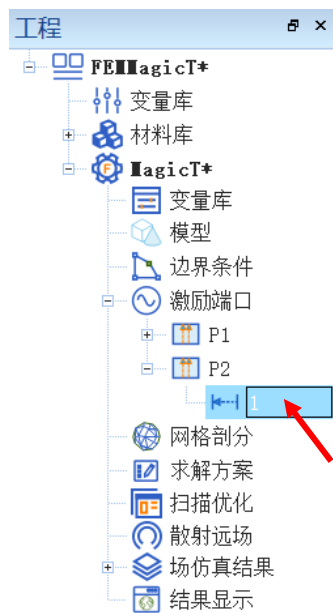 工程
FEMMagicT*
变量库
材料库
MagicT*
变量库
模型
边界条件
激励端口
P1
P2
1
网格剖分
求解方案
扫描优化
散射远场
场仿真结果
结果显示